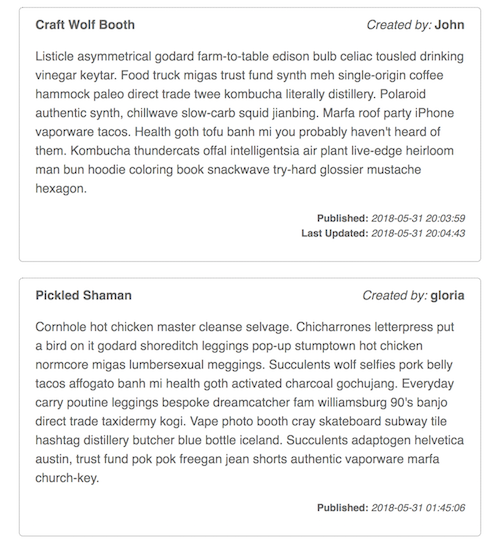 Craft Wolf Booth Created by: John
Listicle asymmetrical godard farm-to-table edison bulb celiac tousled drinking
vinegar keytar. Food truck migas trust fund synth meh single-origin coffee
hammock paleo direct trade twee kombucha literally distillery. Polaroid
authentic synth, chillwave slow-carb squid jianbing. Marfa roof party iPhone
vaporware tacos. Health goth tofu banh mi you probably haven't heard of
them. Kombucha thundercats offal intelligentsia air plant live-edge heirloom
man bun hoodie coloring book snackwave try-hard glossier mustache
hexagon.
Published: 2018-05-31 20:03:59
Last Updated: 2018-05-31 20:04:43
Pickled Shaman Created by: gloria
Cornhole hot chicken master cleanse selvage. Chicharrones letterpress put
a bird on it godard shoreditch leggings pop-up stumptown hot chicken
normcore migas lumbersexual meggings. Succulents wolf selfies pork belly
tacos affogato banh mi health goth activated charcoal gochujang. Everyday
carry poutine leggings bespoke dreamcatcher fam williamsburg 90's banjo
direct trade taxidermy kogi. Vape photo booth cray skateboard subway tile
hashtag distillery butcher blue bottle iceland. Succulents adaptogen helvetica
austin, trust fund pok pok freegan jean shorts authentic vaporware marfa
church-key.
Published: 2018-05-31 01:45:06